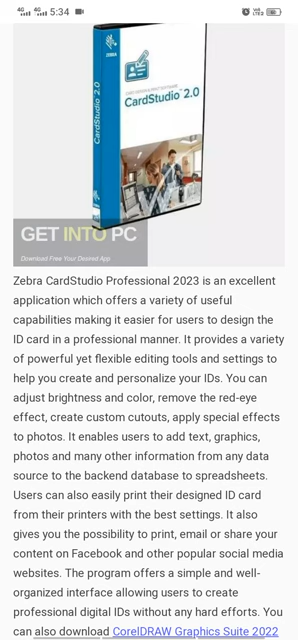 4G 4G 5:34 Vo LTE2
ZEBRA
CardStudio 2.0
CARD DESIGN & PRINT SOFTWARE
CardStudio™ 2.0
GET INTO PC
Download Free Your Desired App
Zebra CardStudio Professional 2023 is an excellent
application which offers a variety of useful
capabilities making it easier for users to design the
ID card in a professional manner. It provides a variety
of powerful yet flexible editing tools and settings to
help you create and personalize your IDs. You can
adjust brightness and color, remove the red-eye
effect, create custom cutouts, apply special effects
to photos. It enables users to add text, graphics,
photos and many other information from any data
source to the backend database to spreadsheets.
Users can also easily print their designed ID card
from their printers with the best settings. It also
gives you the possibility to print, email or share your
content on Facebook and other popular social media
websites. The program offers a simple and well-
organized interface allowing users to create
professional digital IDs without any hard efforts. You
can also download CorelDRAW Graphics Suite 2022